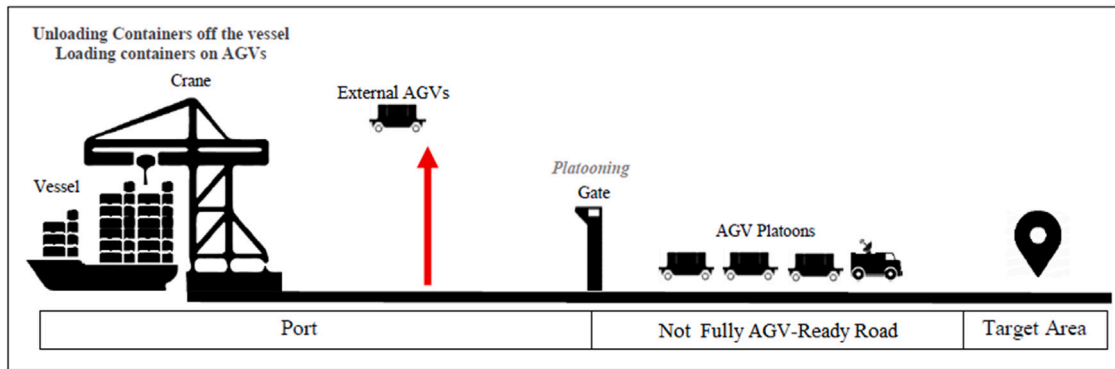 Unloading Containers off the vessel
Loading containers on AGVs
Crane
External AGVs
Platooning
Vessel
Gate
AGV Platoons
Port
Not Fully AGV-Ready Road
Target Area